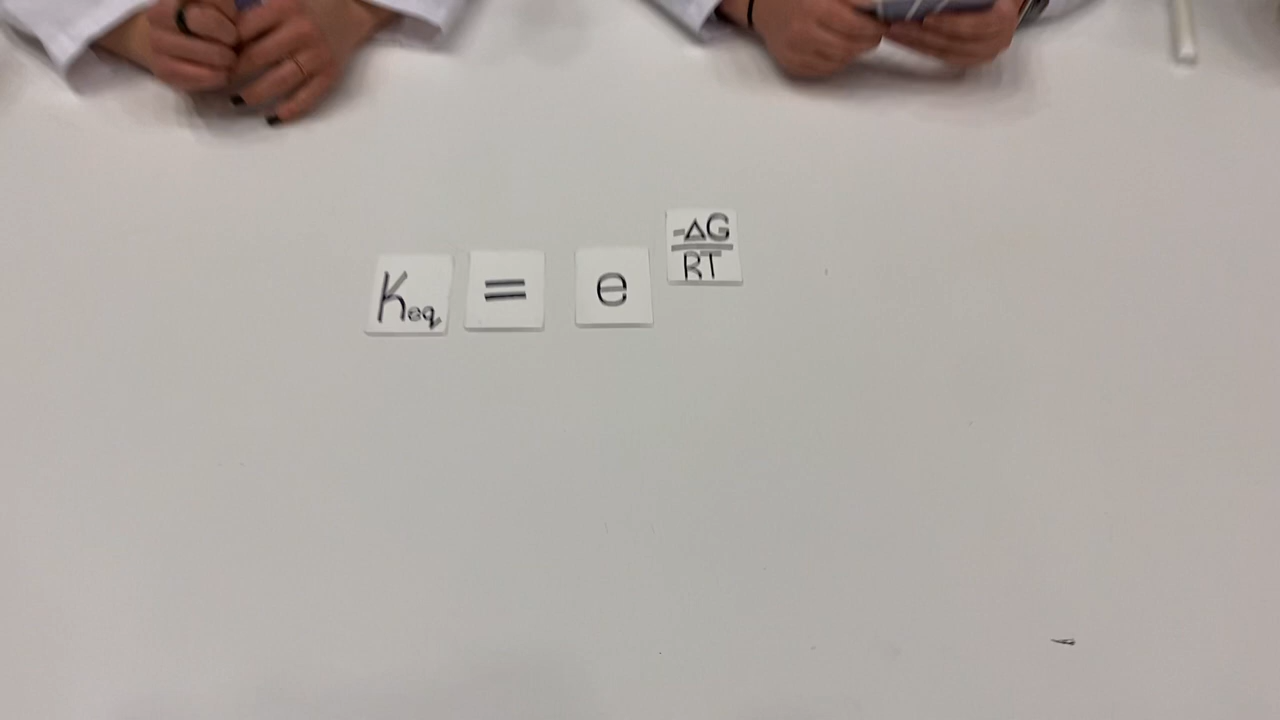 Keq = e -ΔG/RT